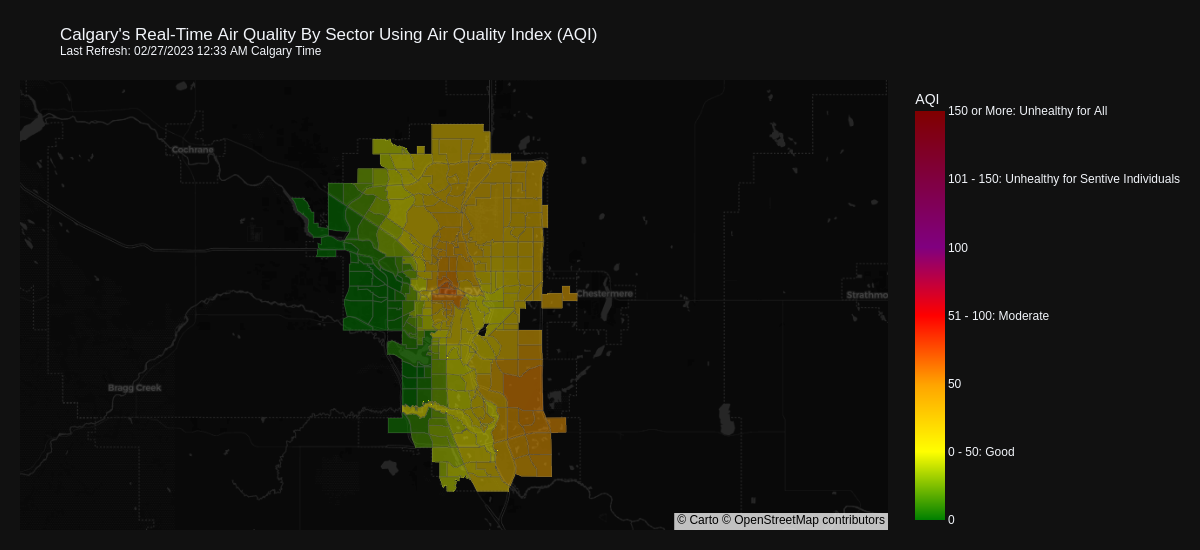 Calgary's Real-Time Air Quality By Sector Using Air Quality Index (AQI)
Last Refresh: 02/27/2023 12:33 AM Calgary Time
AQI
150 or More: Unhealthy for All
101 - 150: Unhealthy for Sentive Individuals
100
51 - 100: Moderate
50
0 - 50: Good
0
Cochrane
CALGARY
Chestermere
Strathmo
Bragg Creek
© Carto © OpenStreetMap contributors